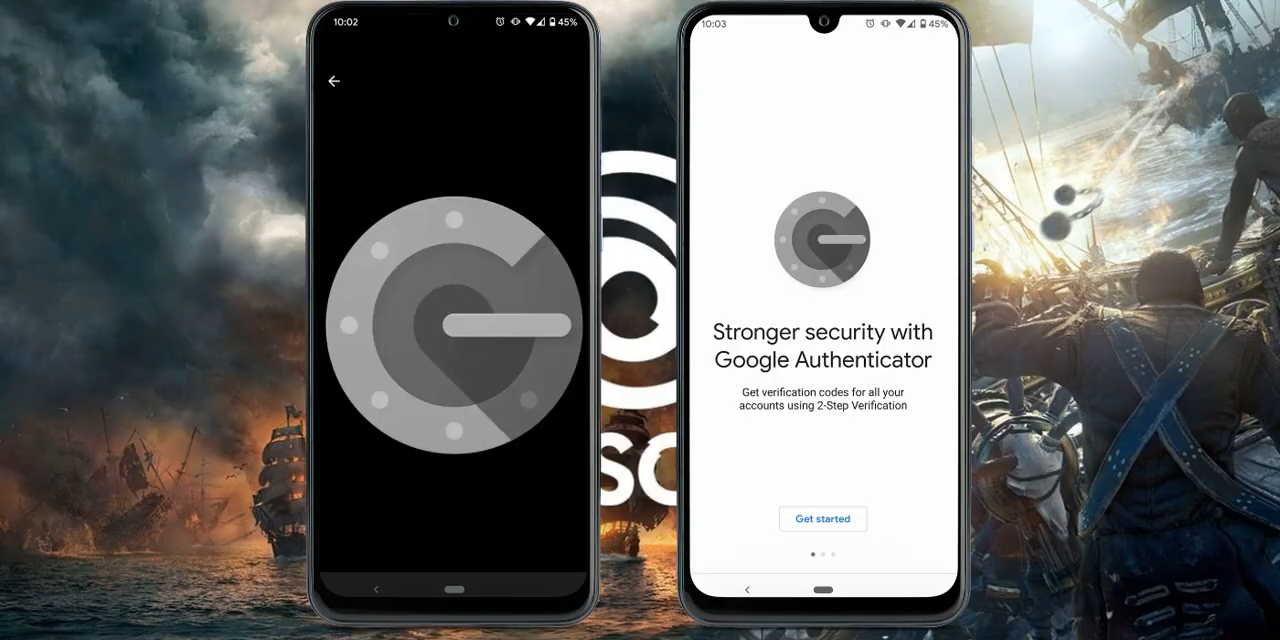 10:02
45%
10:03
45%
Stronger security with
Google Authenticator
Get verification codes for all your
accounts using 2-Step Verification
Get started